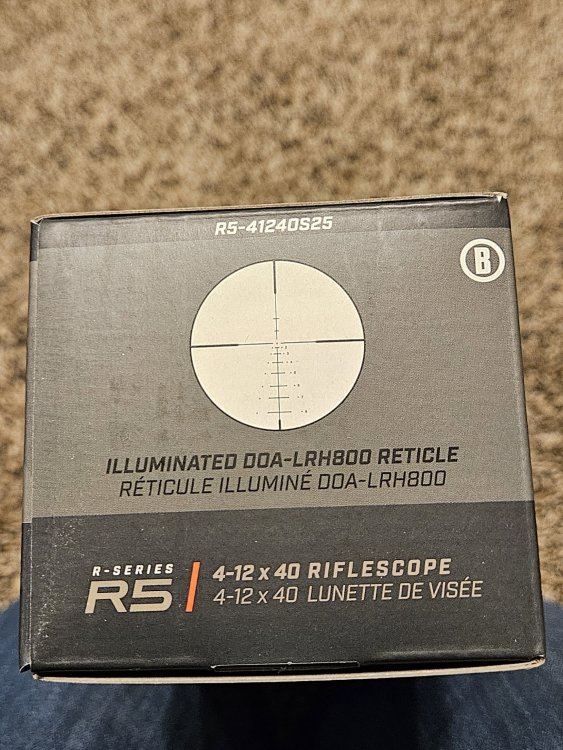 R5-41240S25
B
ILLUMINATED DOA-LRH800 RETICLE
RÉTICULE ILLUMINÉ DOA-LRH800
R-SERIES
R5
4-12 x 40 RIFLESCOPE
4-12 x 40 LUNETTE DE VISÉE